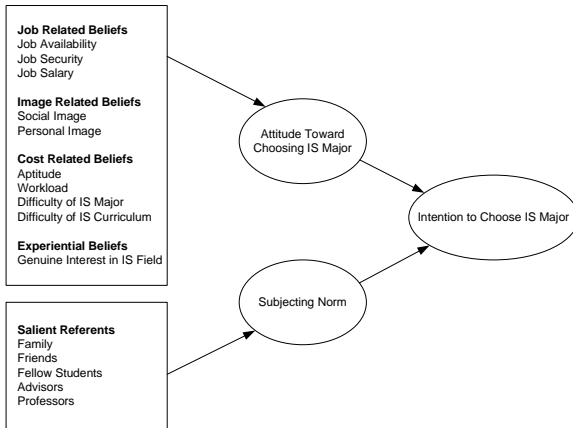 Job Related Beliefs
Job Availability
Job Security
Job Salary
Image Related Beliefs
Social Image
Personal Image
Cost Related Beliefs
Aptitude
Workload
Difficulty of IS Major
Difficulty of IS Curriculum
Experiential Beliefs
Genuine Interest in IS Field
Attitude Toward
Choosing IS Major
Intention to Choose IS Major
Subjecting Norm
Salient Referents
Family
Friends
Fellow Students
Advisors
Professors